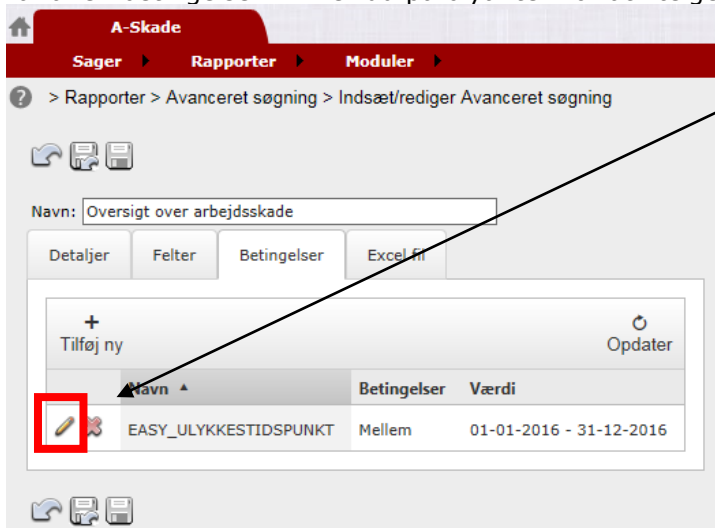 A-Skade
Sager Rapporter Moduler
> Rapporter > Avanceret søgning > Indsæt/rediger Avanceret søgning
Navn: Oversigt over arbejdsskade
Detaljer Felter Betingelser Excel fil
+ Tilføj ny Opdater
Navn Betingelser Værdi
EASY_ULYKKESTIDSPUNKT Mellem 01-01-2016 - 31-12-2016